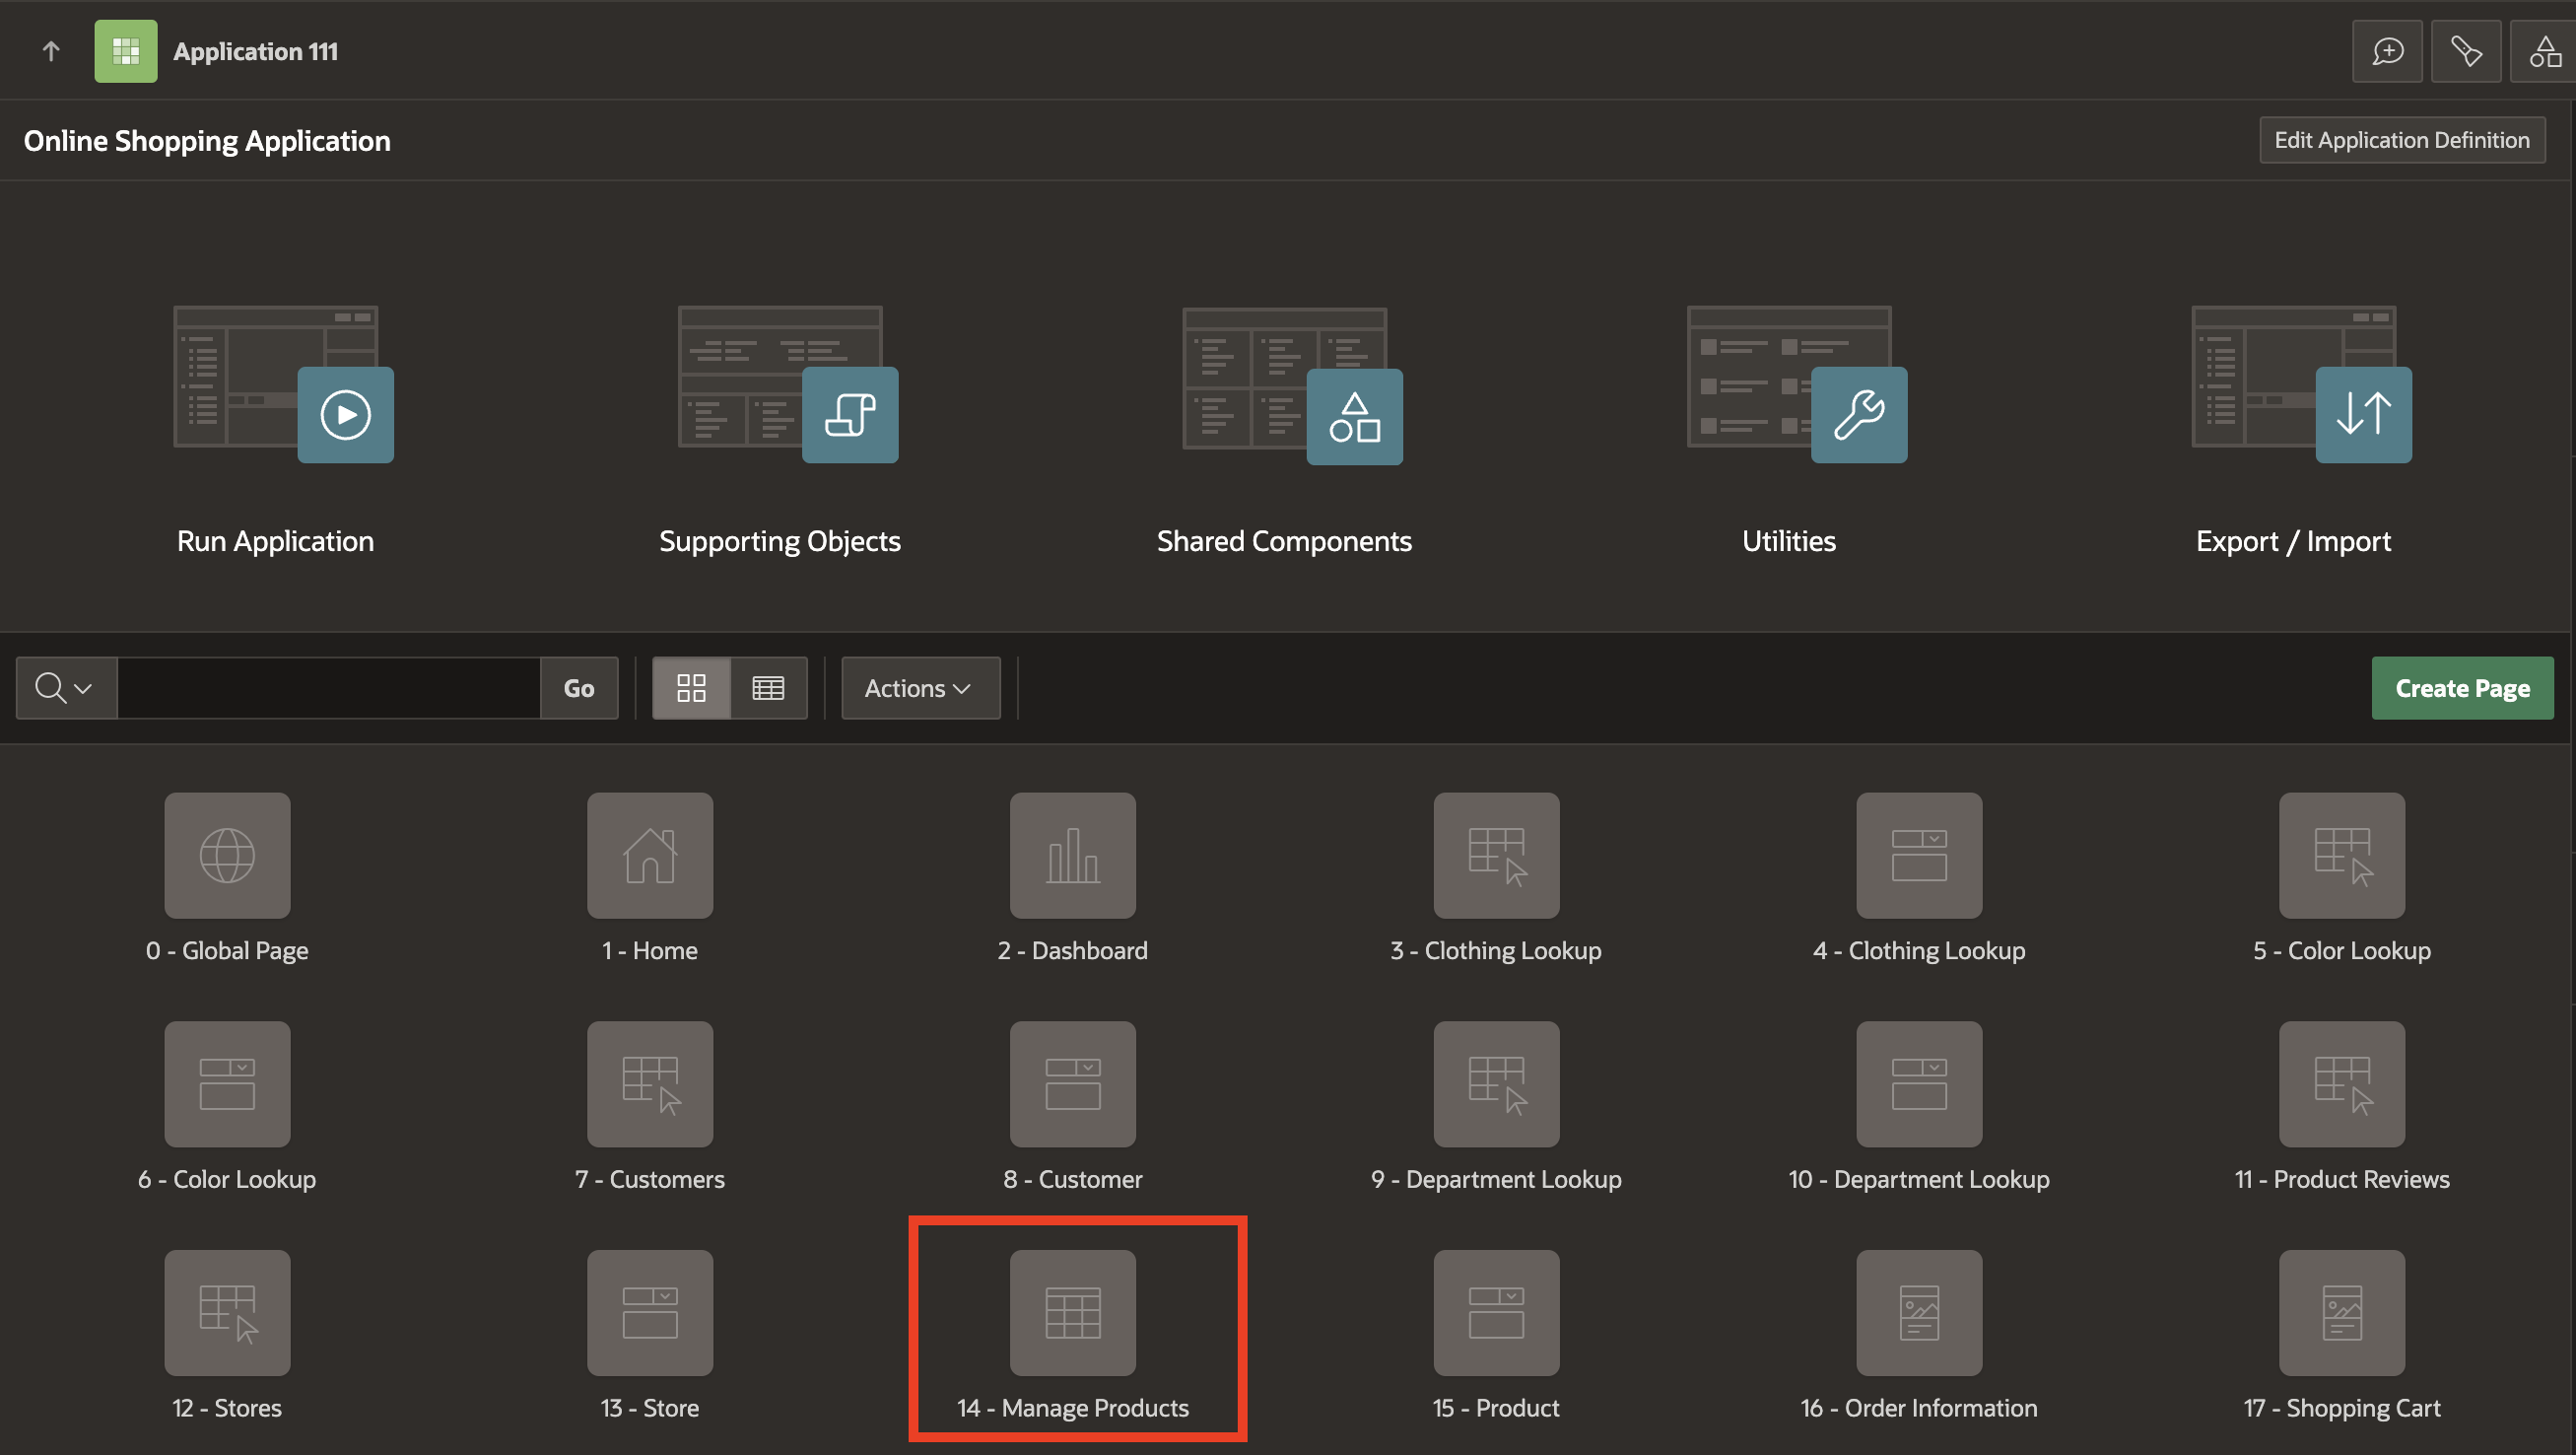 Application 111
Online Shopping Application
Edit Application Definition
Run Application
Supporting Objects
Shared Components
Utilities
Export / Import
Go
Actions
Create Page
0 - Global Page
1 - Home
2 - Dashboard
3 - Clothing Lookup
4 - Clothing Lookup
5 - Color Lookup
6 - Color Lookup
7 - Customers
8 - Customer
9 - Department Lookup
10 - Department Lookup
11 - Product Reviews
12 - Stores
13 - Store
14 - Manage Products
15 - Product
16 - Order Information
17 - Shopping Cart